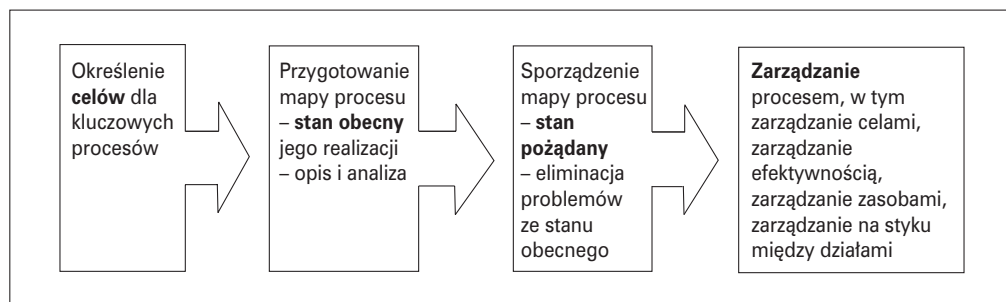 Określenie
celów dla
kluczowych
procesów
Przygotowanie
mapy procesu
– stan obecny
jego realizacji
– opis i analiza
Sporządzenie
mapy procesu
– stan
pożądany
– eliminacja
problemów
ze stanu
obecnego
Zarządzanie
procesem, w tym
zarządzanie celami,
zarządzanie
efektywnością,
zarządzanie zasobami,
zarządzanie na styku
między działami